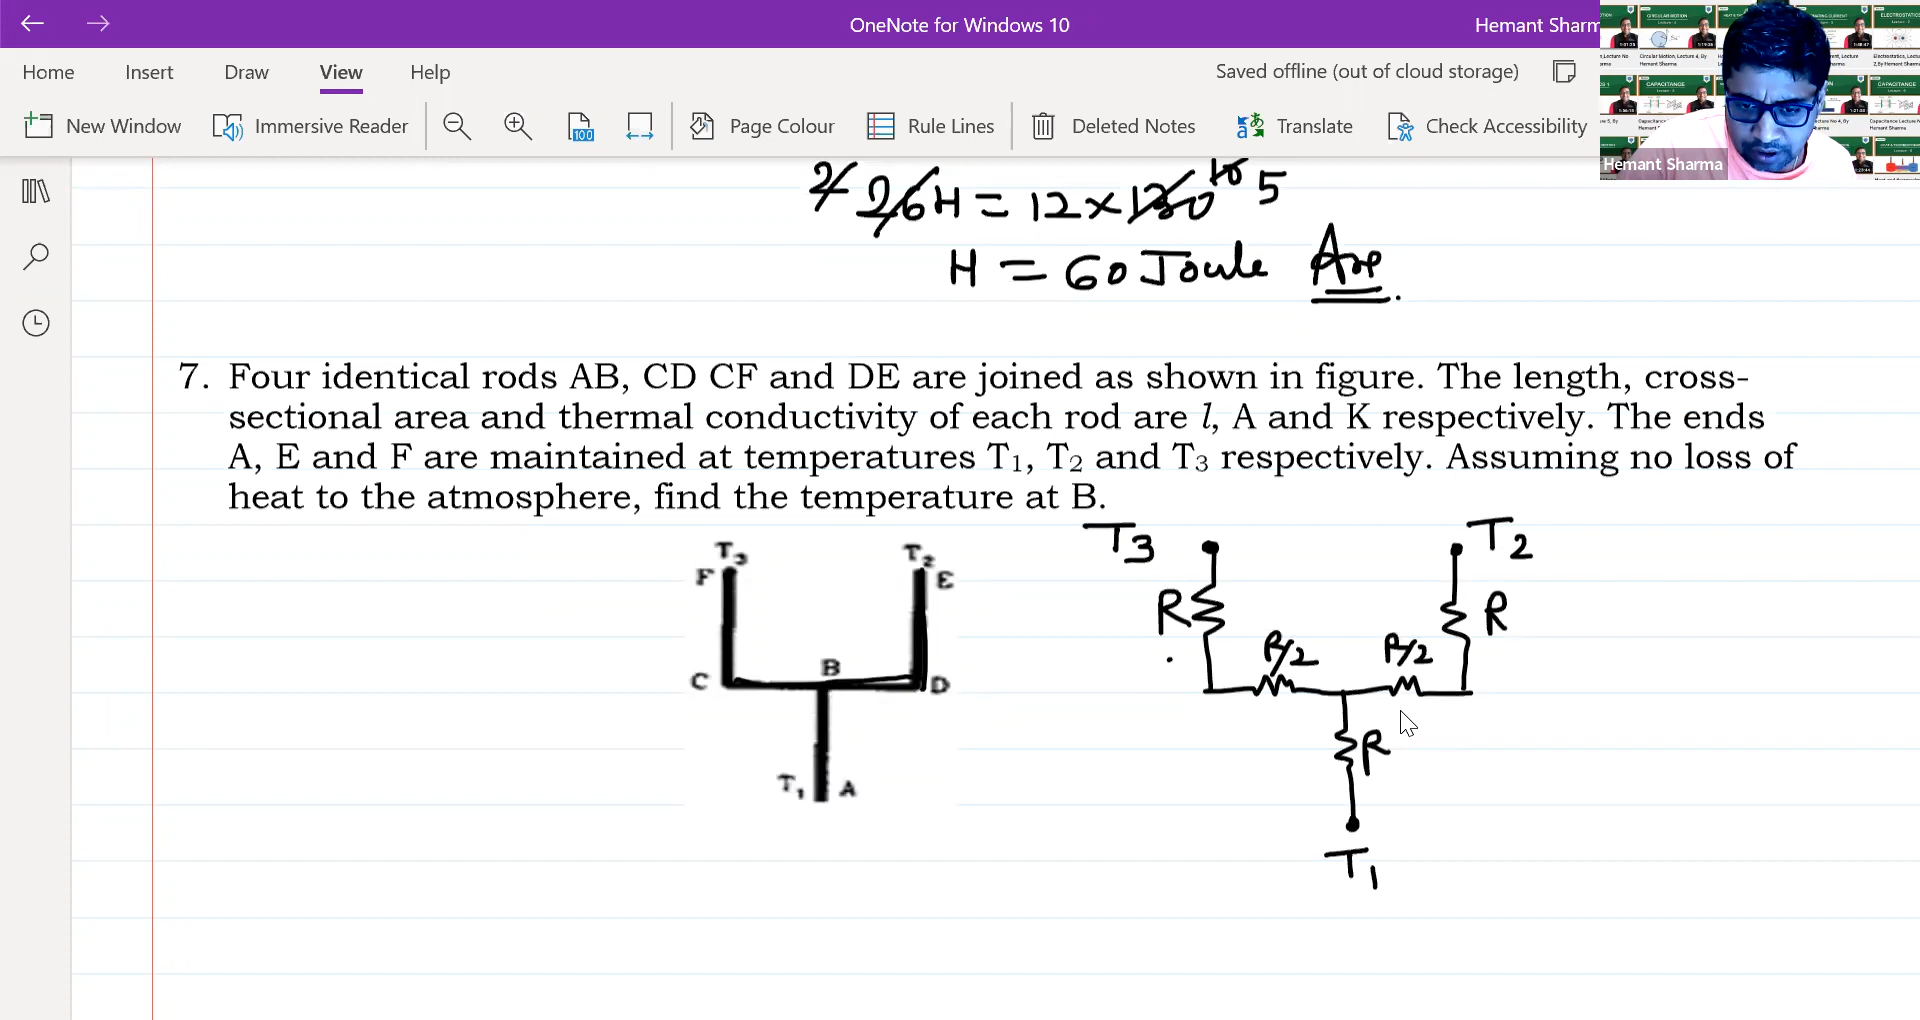 OneNote for Windows 10
Hemant Sharm
Home Insert Draw View Help
Saved offline (out of cloud storage)
New Window Immersive Reader 100 Page Colour Rule Lines Deleted Notes Translate Check Accessibility
Hemant Sharma
2 26H = 12 × 130 10 5
H = 60 Joule Ans.
7. Four identical rods AB, CD CF and DE are joined as shown in figure. The length, cross-
sectional area and thermal conductivity of each rod are l, A and K respectively. The ends
A, E and F are maintained at temperatures T1, T2 and T3 respectively. Assuming no loss of
heat to the atmosphere, find the temperature at B.
T3 T2
F E
C B D
T1 A
T3 T2
R R
R/2 R/2
R
T1